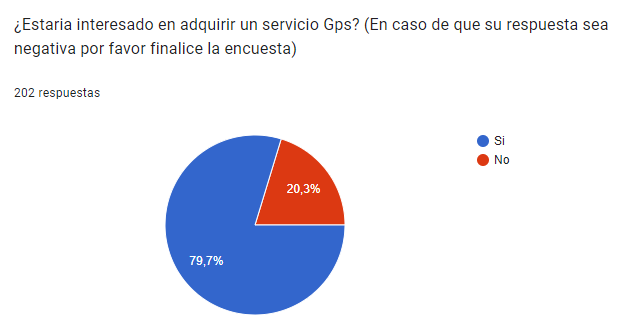 ¿Estaria interesado en adquirir un servicio Gps? (En caso de que su respuesta sea
negativa por favor finalice la encuesta)
202 respuestas
Si
No
20,3%
79,7%